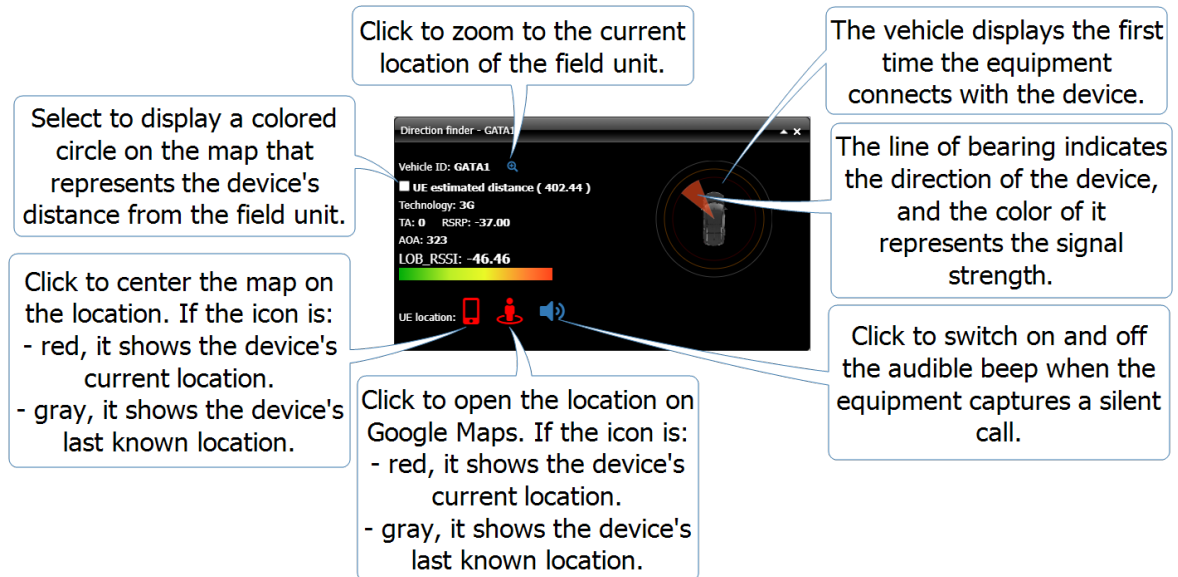 Click to zoom to the current
location of the field unit.
The vehicle displays the first
time the equipment
connects with the device.
Select to display a colored
circle on the map that
represents the device's
distance from the field unit.
Direction finder - GATA1
Vehicle ID: GATA1
UE estimated distance ( 402.44 )
Technology: 3G
TA: 0 RSRP: -37.00
AOA: 323
LOB_RSSI: -46.46
UE location:
The line of bearing indicates
the direction of the device,
and the color of it
represents the signal
strength.
Click to center the map on
the location. If the icon is:
- red, it shows the device's
current location.
- gray, it shows the device's
last known location.
Click to open the location on
Google Maps. If the icon is:
- red, it shows the device's
current location.
- gray, it shows the device's
last known location.
Click to switch on and off
the audible beep when the
equipment captures a silent
call.